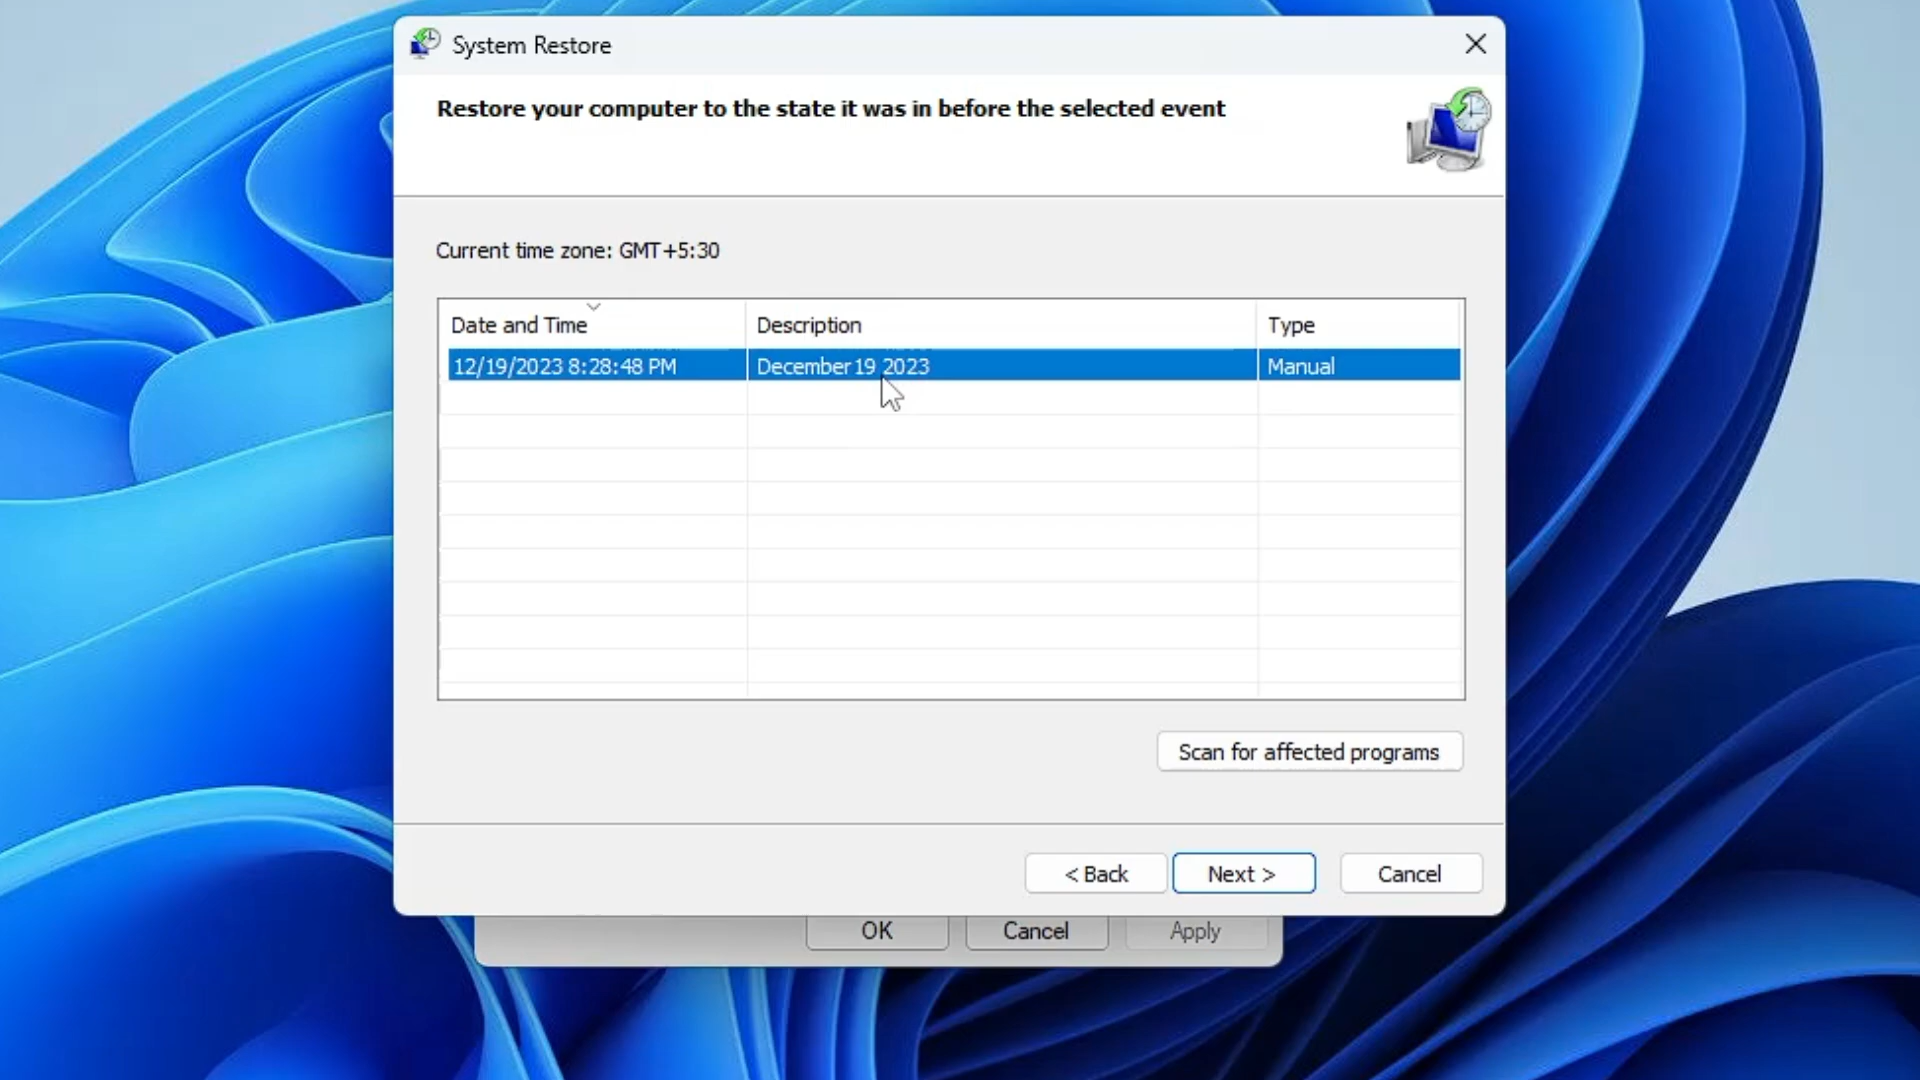 System Restore
Restore your computer to the state it was in before the selected event
Current time zone: GMT+5:30
Date and Time Description Type
12/19/2023 8:28:48 PM December 19 2023 Manual
Scan for affected programs
< Back Next > Cancel
OK Cancel Apply